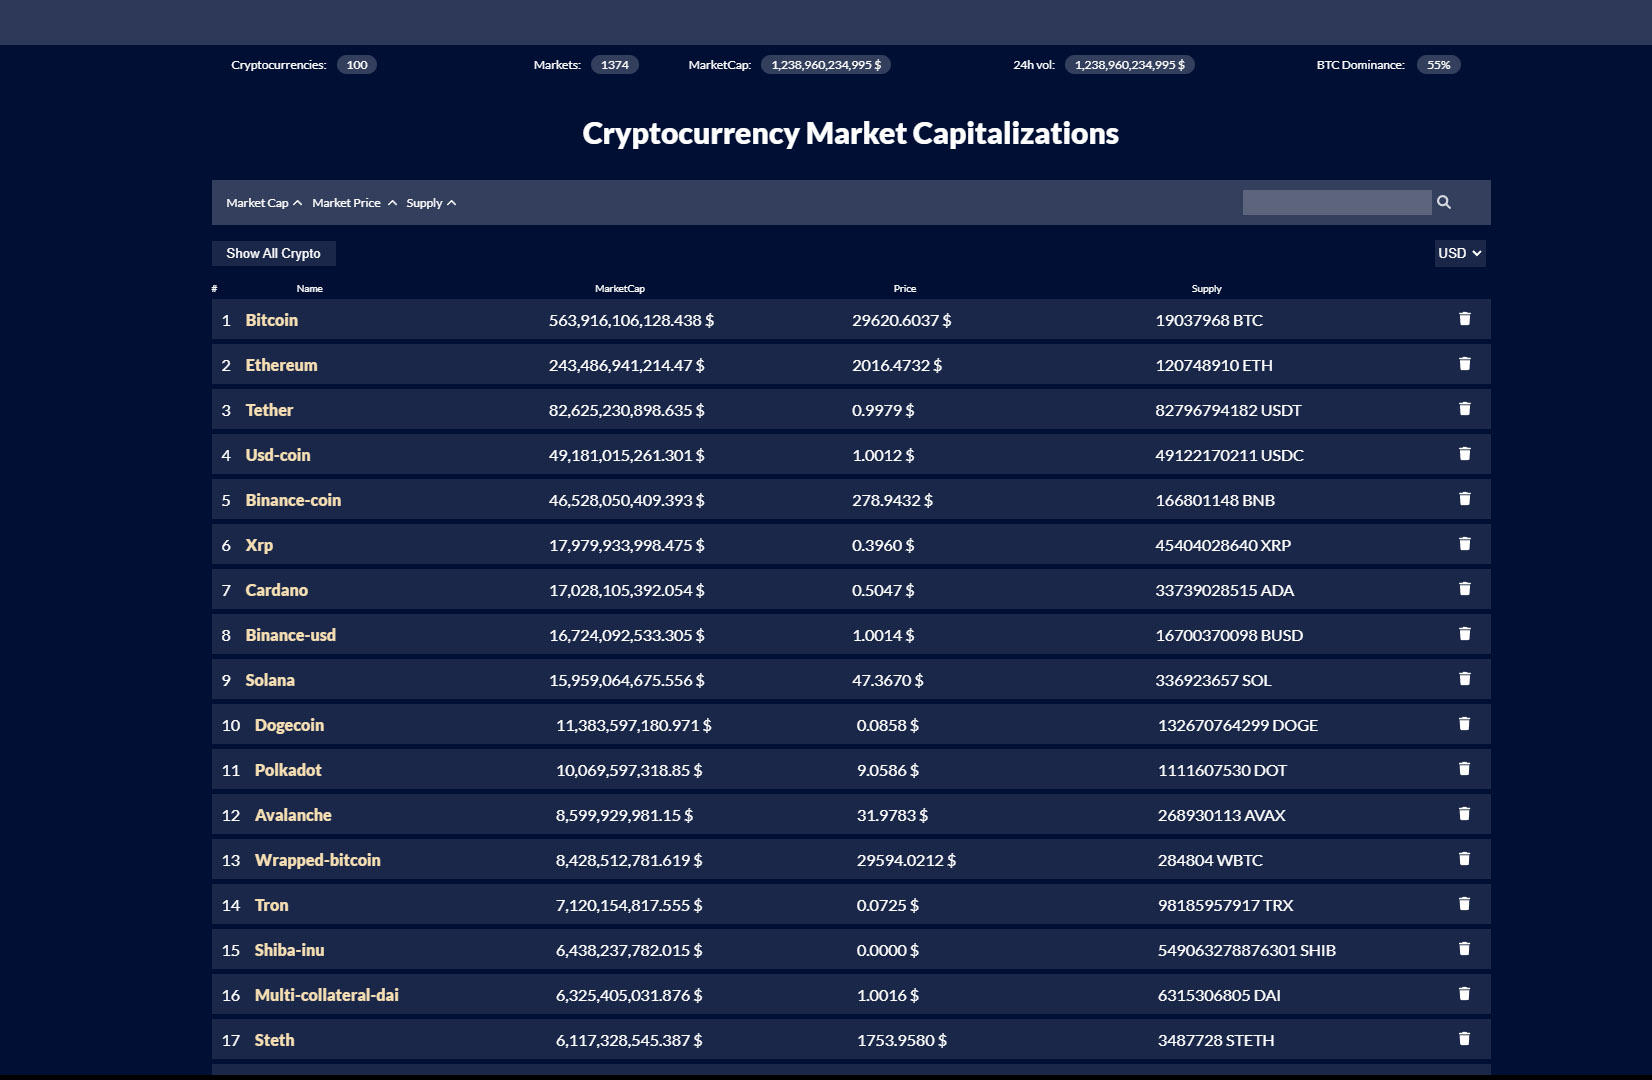 Cryptocurrencies: 100 Markets: 1374 MarketCap: 1,238,960,234,995 $ 24h vol: 1,238,960,234,995 $ BTC Dominance: 55%
Cryptocurrency Market Capitalizations
Market Cap Market Price Supply
Show All Crypto USD
# Name MarketCap Price Supply
1 Bitcoin 563,916,106,128.438 $ 29620.6037 $ 19037968 BTC
2 Ethereum 243,486,941,214.47 $ 2016.4732 $ 120748910 ETH
3 Tether 82,625,230,898.635 $ 0.9979 $ 82796794182 USDT
4 Usd-coin 49,181,015,261.301 $ 1.0012 $ 49122170211 USDC
5 Binance-coin 46,528,050,409.393 $ 278.9432 $ 166801148 BNB
6 Xrp 17,979,933,998.475 $ 0.3960 $ 45404028640 XRP
7 Cardano 17,028,105,392.054 $ 0.5047 $ 33739028515 ADA
8 Binance-usd 16,724,092,533.305 $ 1.0014 $ 16700370098 BUSD
9 Solana 15,959,064,675.556 $ 47.3670 $ 336923657 SOL
10 Dogecoin 11,383,597,180.971 $ 0.0858 $ 132670764299 DOGE
11 Polkadot 10,069,597,318.85 $ 9.0586 $ 1111607530 DOT
12 Avalanche 8,599,929,981.15 $ 31.9783 $ 268930113 AVAX
13 Wrapped-bitcoin 8,428,512,781.619 $ 29594.0212 $ 284804 WBTC
14 Tron 7,120,154,817.555 $ 0.0725 $ 98185957917 TRX
15 Shiba-inu 6,438,237,782.015 $ 0.0000 $ 549063278876301 SHIB
16 Multi-collateral-dai 6,325,405,031.876 $ 1.0016 $ 6315306805 DAI
17 Steth 6,117,328,545.387 $ 1753.9580 $ 3487728 STETH